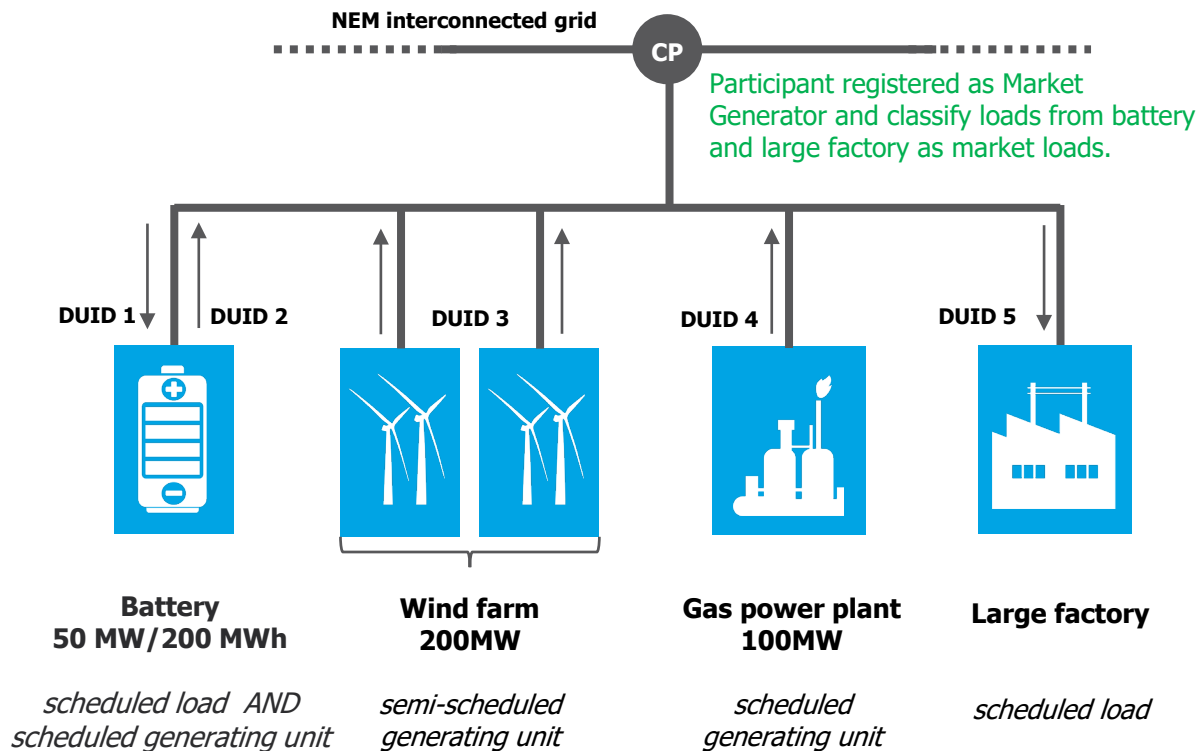 NEM interconnected grid
CP
Participant registered as Market
Generator and classify loads from battery
and large factory as market loads.
DUID 1
DUID 2
DUID 3
DUID 4
DUID 5
Battery
50 MW/200 MWh
scheduled load AND
scheduled generating unit
Wind farm
200MW
semi-scheduled
generating unit
Gas power plant
100MW
scheduled
generating unit
Large factory
scheduled load